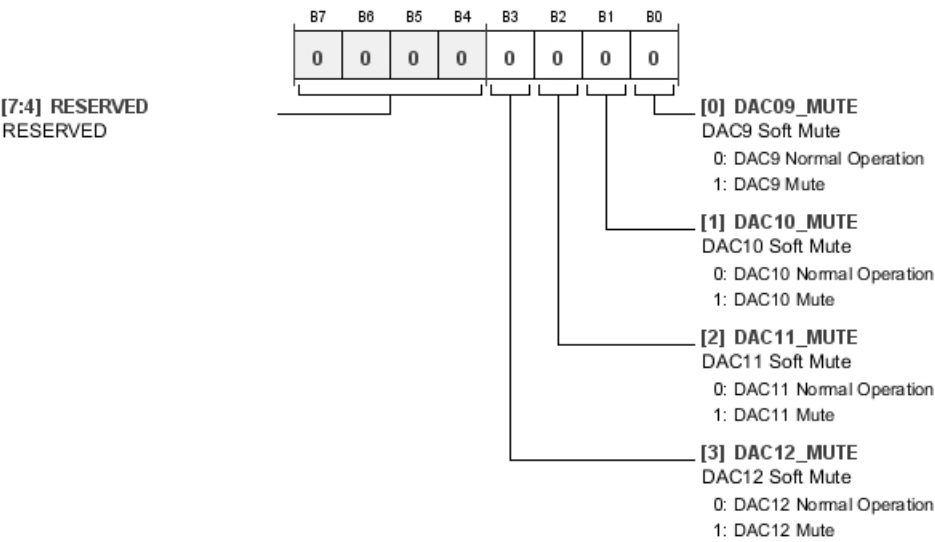 B7 B6 B5 B4 B3 B2 B1 B0
0 0 0 0 0 0 0 0
[7:4] RESERVED
RESERVED
[0] DAC09_MUTE
DAC9 Soft Mute
0: DAC9 Normal Operation
1: DAC9 Mute
[1] DAC10_MUTE
DAC10 Soft Mute
0: DAC10 Normal Operation
1: DAC10 Mute
[2] DAC11_MUTE
DAC11 Soft Mute
0: DAC11 Normal Operation
1: DAC11 Mute
[3] DAC12_MUTE
DAC12 Soft Mute
0: DAC12 Normal Operation
1: DAC12 Mute